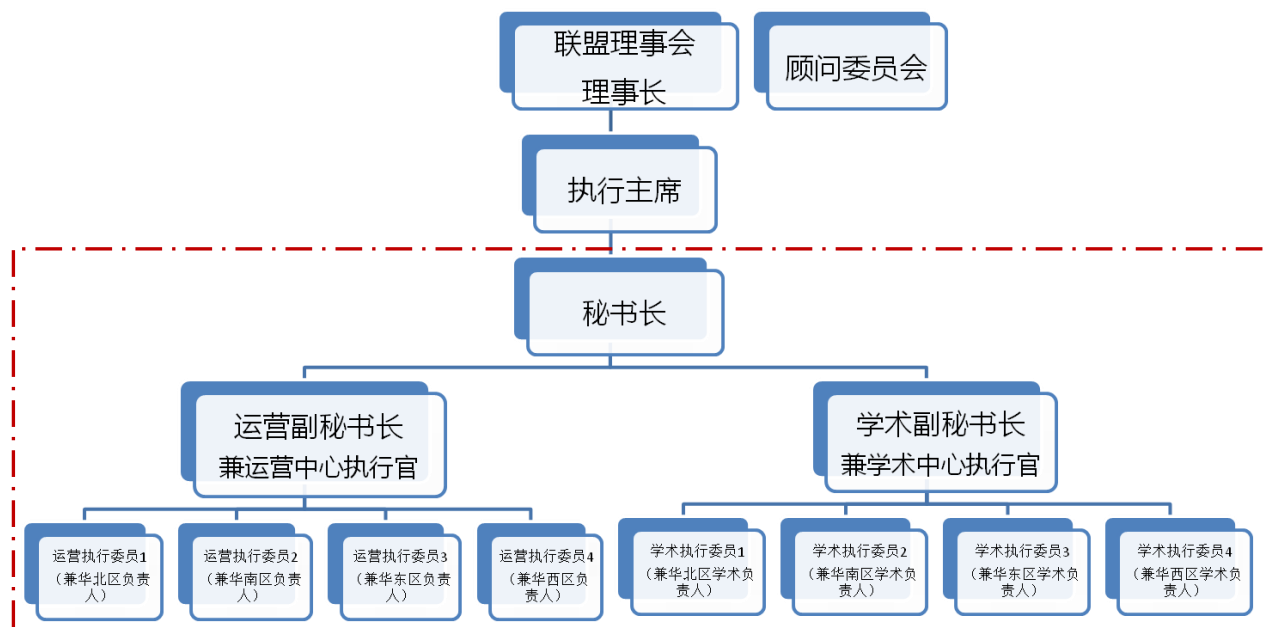 联盟理事会
理事长
顾问委员会
执行主席
秘书长
运营副秘书长
兼运营中心执行官
学术副秘书长
兼学术中心执行官
运营执行委员1
（兼华北区负责
人）
运营执行委员2
（兼华南区负责
人）
运营执行委员3
（兼华东区负责
人）
运营执行委员4
（兼华西区负
责人）
学术执行委员1
（兼华北区学术负
责人）
学术执行委员2
（兼华南区学术负
责人）
学术执行委员3
（兼华东区学术负
责人）
学术执行委员4
（兼华西区学术负
责人）